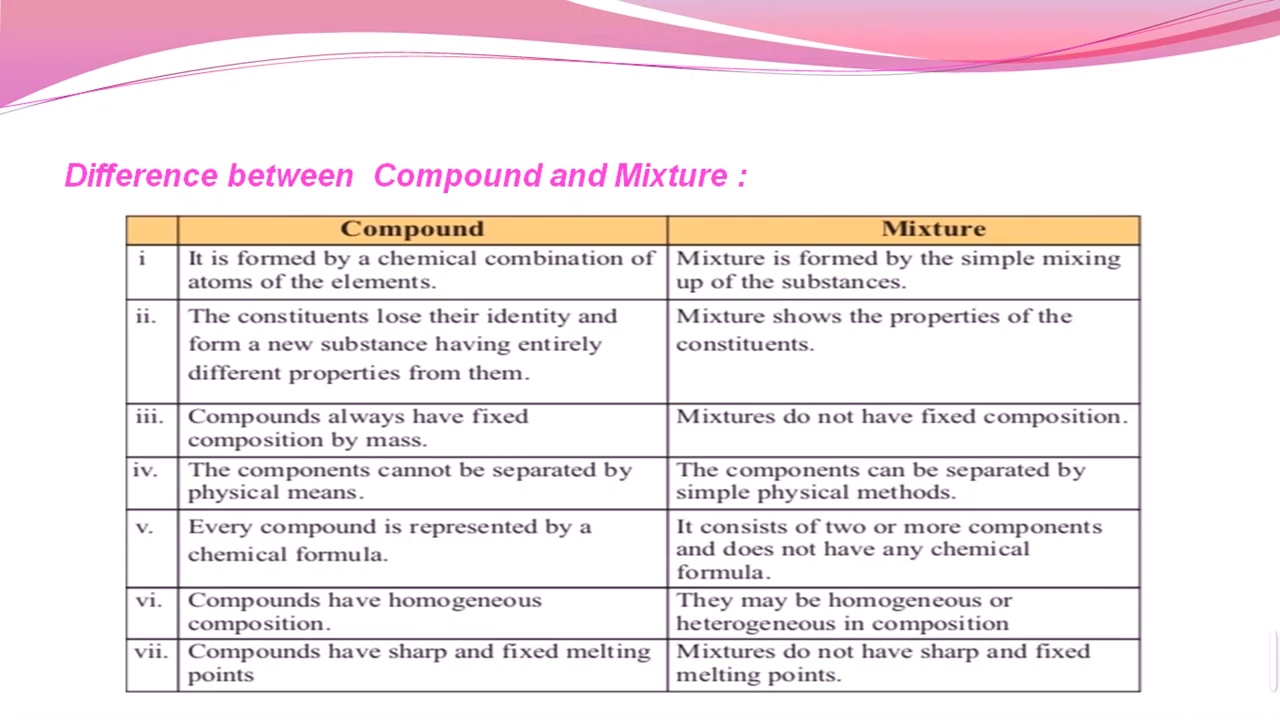 Difference between Compound and Mixture :
Compound Mixture
i It is formed by a chemical combination of
atoms of the elements.
Mixture is formed by the simple mixing
up of the substances.
ii. The constituents lose their identity and
form a new substance having entirely
different properties from them.
Mixture shows the properties of the
constituents.
iii. Compounds always have fixed
composition by mass.
Mixtures do not have fixed composition.
iv. The components cannot be separated by
physical means.
The components can be separated by
simple physical methods.
v. Every compound is represented by a
chemical formula.
It consists of two or more components
and does not have any chemical
formula.
vi. Compounds have homogeneous
composition.
They may be homogeneous or
heterogeneous in composition
vii. Compounds have sharp and fixed melting
points
Mixtures do not have sharp and fixed
melting points.